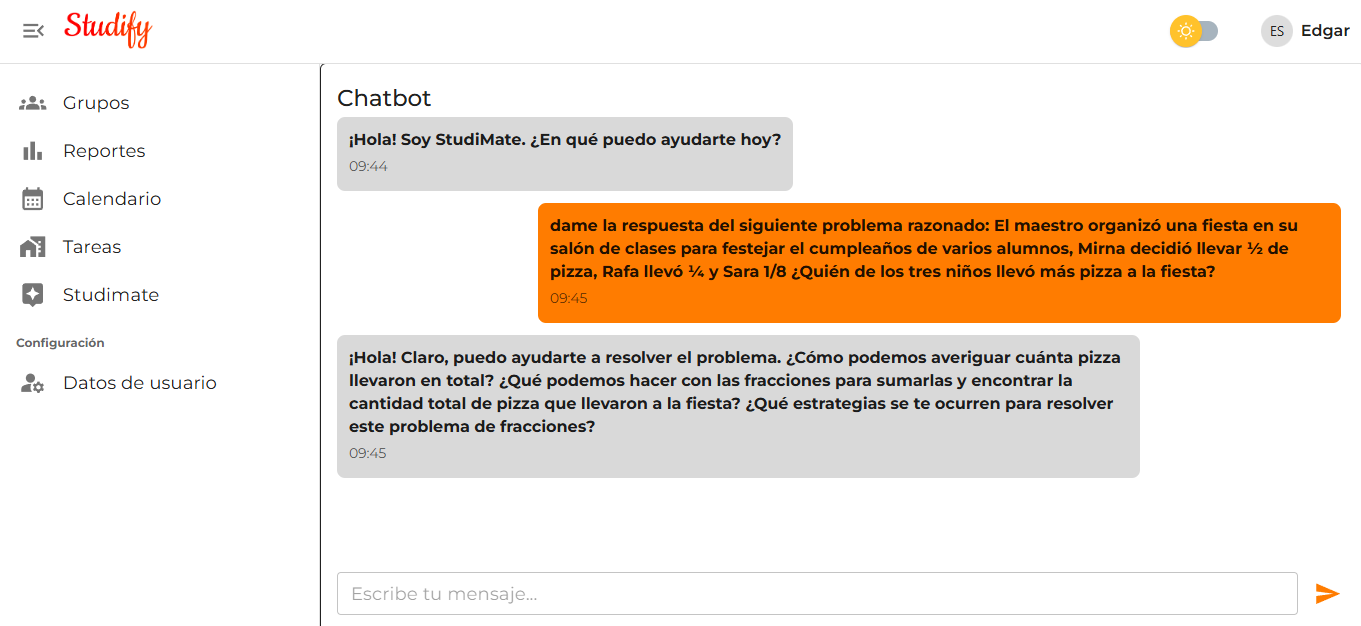 Studify
ES Edgar
Grupos
Reportes
Calendario
Tareas
Studimate
Configuración
Datos de usuario
Chatbot
¡Hola! Soy StudiMate. ¿En qué puedo ayudarte hoy?
09:44
dame la respuesta del siguiente problema razonado: El maestro organizó una fiesta en su
salón de clases para festejar el cumpleaños de varios alumnos, Mirna decidió llevar ½ de
pizza, Rafa llevó ¼ y Sara 1/8 ¿Quién de los tres niños llevó más pizza a la fiesta?
09:45
¡Hola! Claro, puedo ayudarte a resolver el problema. ¿Cómo podemos averiguar cuánta pizza
llevaron en total? ¿Qué podemos hacer con las fracciones para sumarlas y encontrar la
cantidad total de pizza que llevaron a la fiesta? ¿Qué estrategias se te ocurren para resolver
este problema de fracciones?
09:45
Escribe tu mensaje...